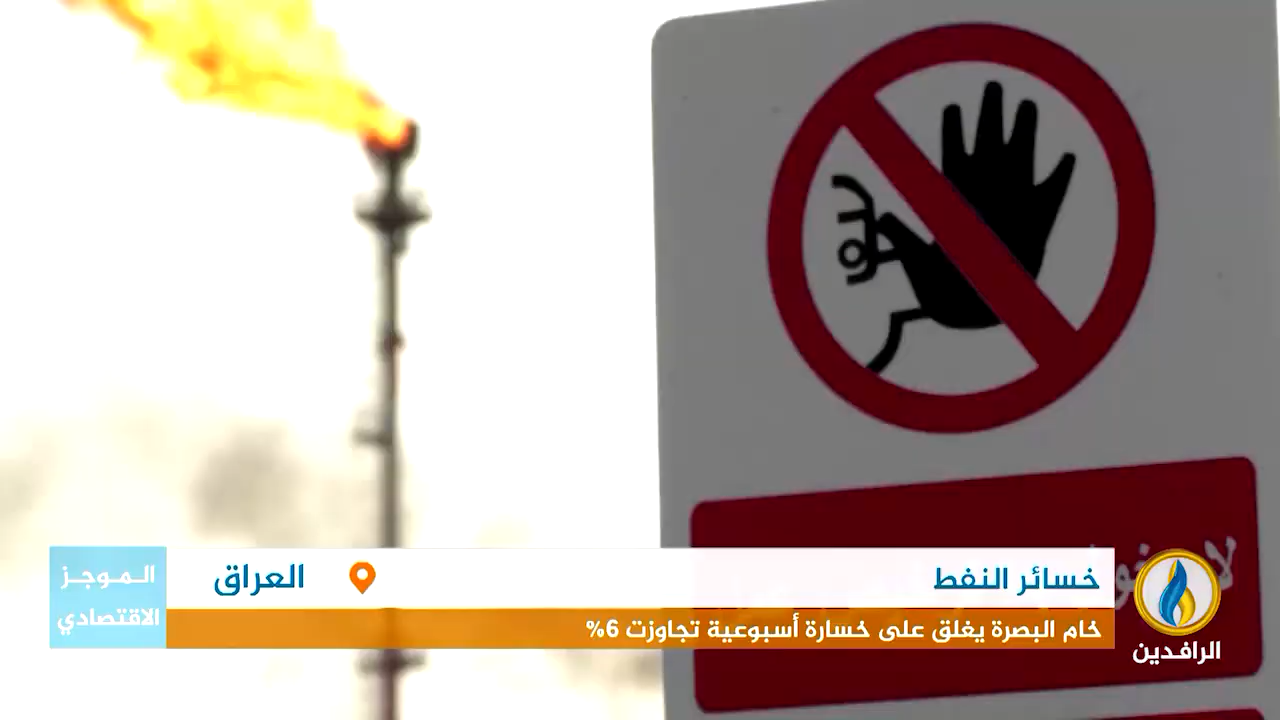 خسائر النفط
العراق
خام البصرة يغلق على خسارة أسبوعية تجاوزت 6%
الـمـوجـز
الاقتصادي
الرافدين